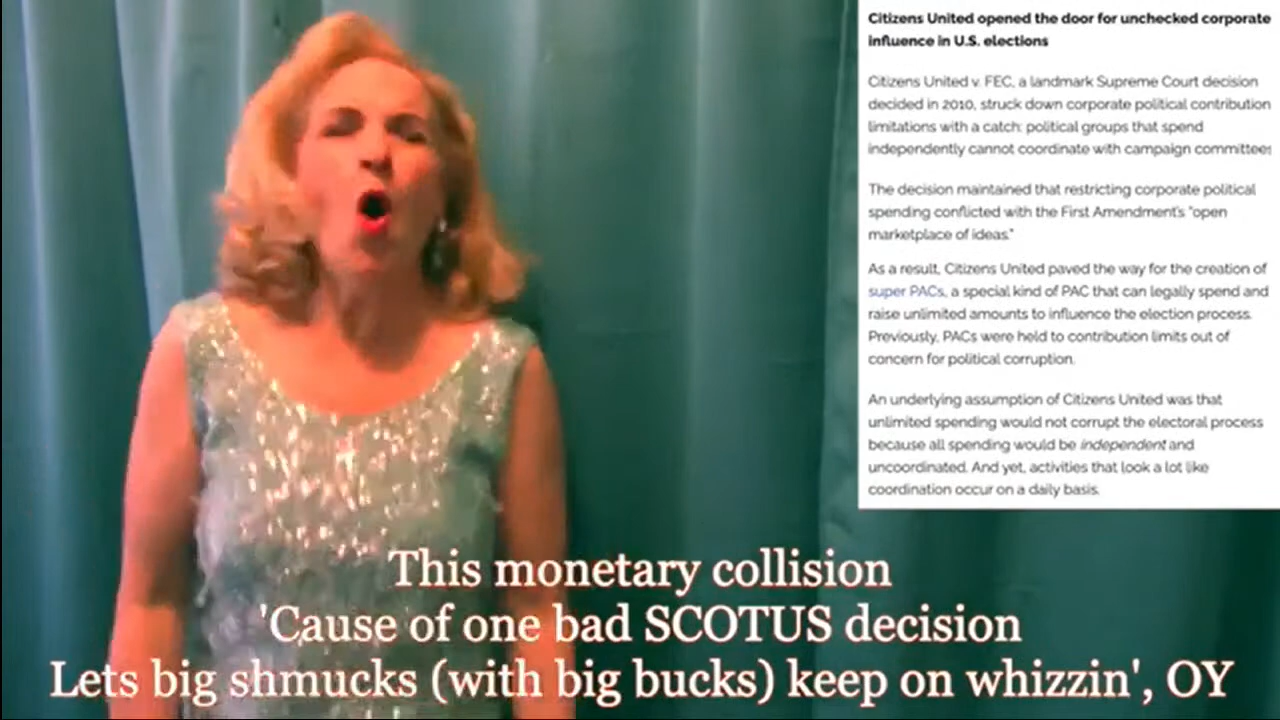 Citizens United opened the door for unchecked corporate
influence in U.S. elections
Citizens United v. FEC, a landmark Supreme Court decision
decided in 2010, struck down corporate political contribution
limitations with a catch: political groups that spend
independently cannot coordinate with campaign committees
The decision maintained that restricting corporate political
spending conflicted with the First Amendment's "open
marketplace of ideas."
As a result, Citizens United paved the way for the creation of
super PACs, a special kind of PAC that can legally spend and
raise unlimited amounts to influence the election process.
Previously, PACs were held to contribution limits out of
concern for political corruption.
An underlying assumption of Citizens United was that
unlimited spending would not corrupt the electoral process
because all spending would be independent and
uncoordinated. And yet, activities that look a lot like
coordination occur on a daily basis.
This monetary collision
'Cause of one bad SCOTUS decision
Lets big shmucks (with big bucks) keep on whizzin', OY